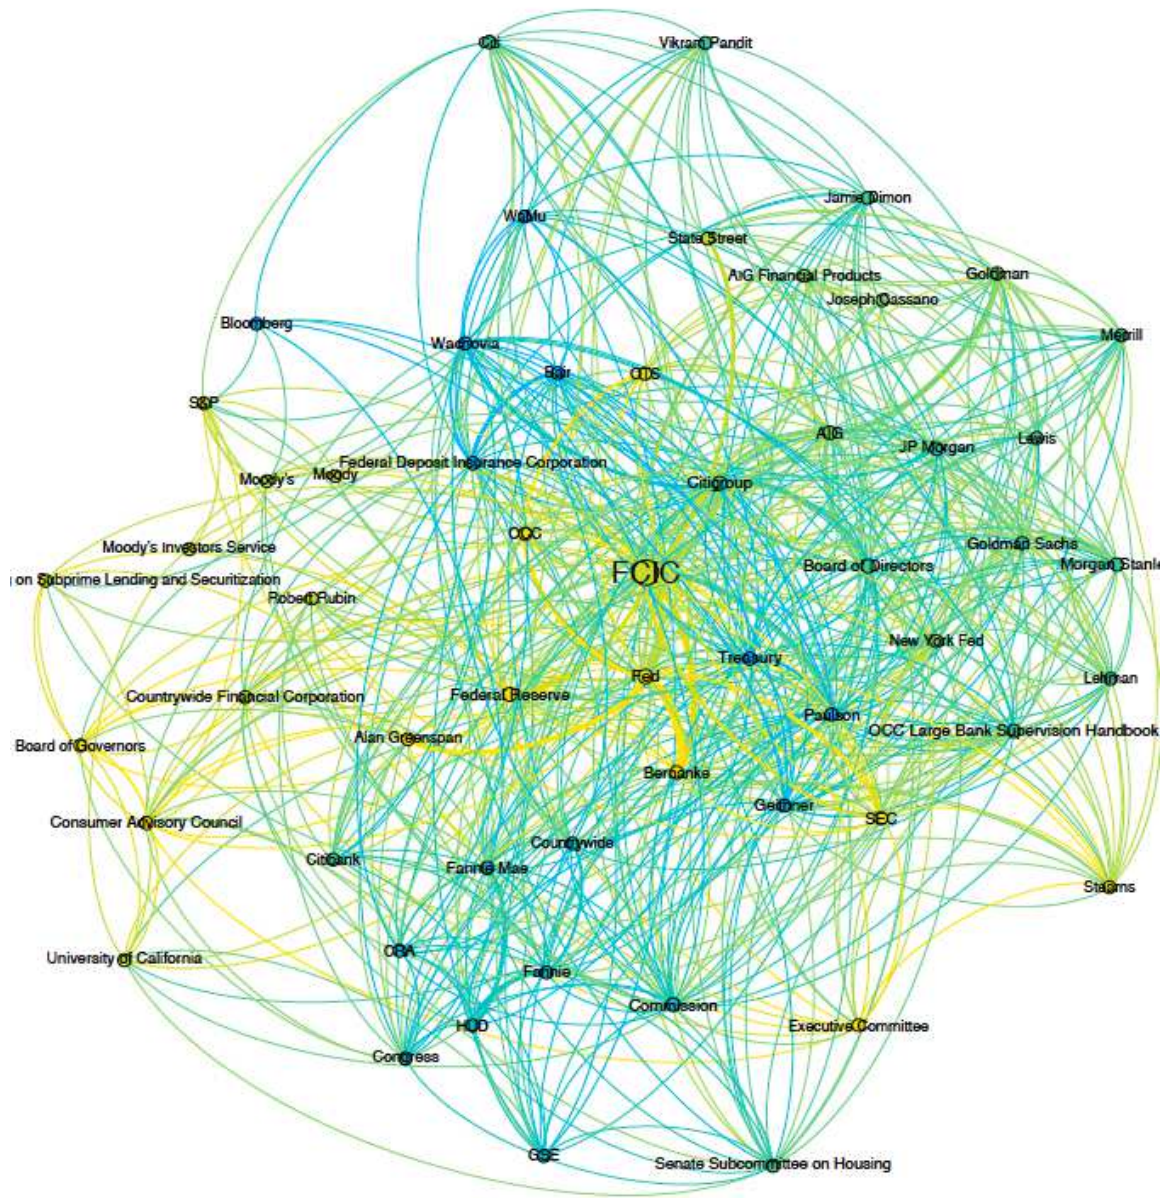 Citi
Vikram Pandit
Jamie Dimon
WaMu
State Street
AIG Financial Products
Goldman
Joseph Cassano
Bloomberg
Merrill
Wachovia
Bair
OTS
S&P
AIG
Lewis
JP Morgan
Federal Deposit Insurance Corporation
Moody
Moody's
Citigroup
OCC
Goldman Sachs
Moody's Investors Service
Morgan Stanle
Board of Directors
FCIC
on Subprime Lending and Securitization
Robert Rubin
New York Fed
Treasury
Fed
Lehman
Federal Reserve
Countrywide Financial Corporation
Paulson
OCC Large Bank Supervision Handbook
Alan Greenspan
Board of Governors
Bernanke
Geithner
SEC
Consumer Advisory Council
Countrywide
Citibank
Fannie Mae
Stearns
CRA
University of California
Fannie
Commission
HUD
Executive Committee
Congress
GSE
Senate Subcommittee on Housing